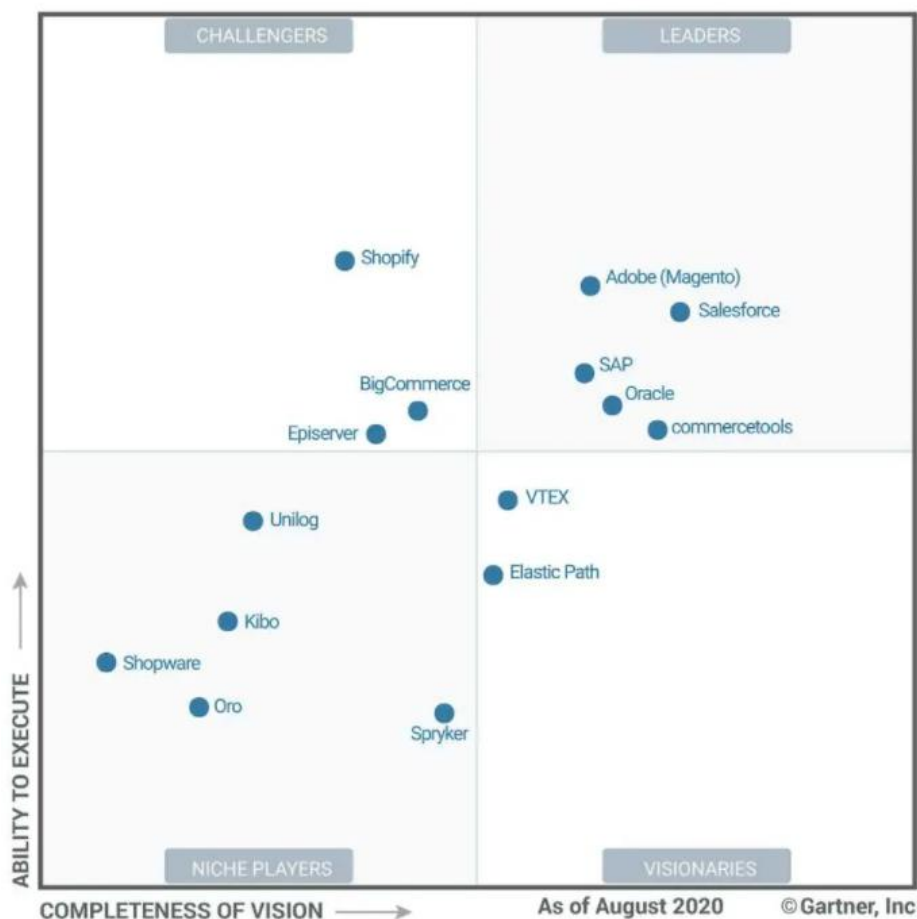 CHALLENGERS
LEADERS
Shopify
Adobe (Magento)
Salesforce
SAP
BigCommerce
Oracle
Episerver
commercetools
VTEX
Unilog
Elastic Path
Kibo
Shopware
Oro
Spryker
ABILITY TO EXECUTE
NICHE PLAYERS
VISIONARIES
COMPLETENESS OF VISION
As of August 2020
© Gartner, Inc